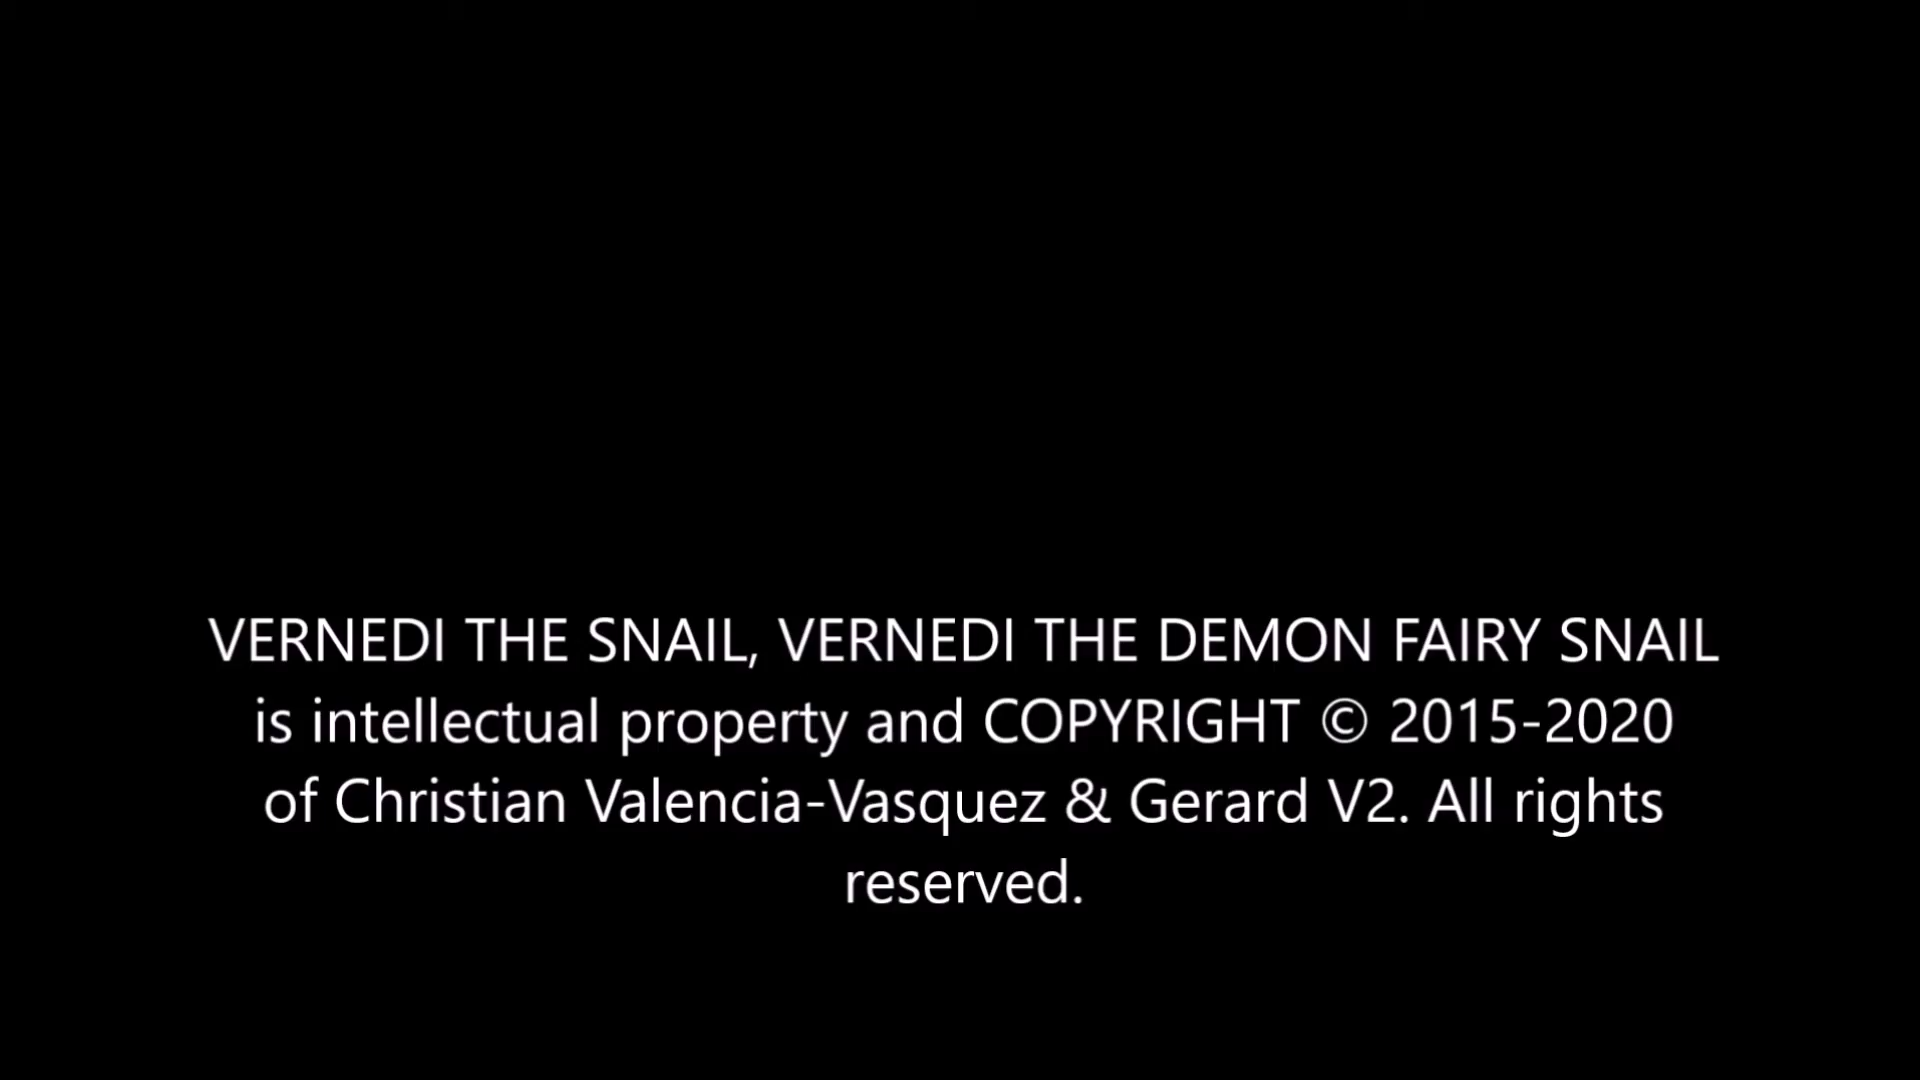 VERNEDI THE SNAIL, VERNEDI THE DEMON FAIRY SNAIL
is intellectual property and COPYRIGHT © 2015-2020
of Christian Valencia-Vasquez & Gerard V2. All rights
reserved.